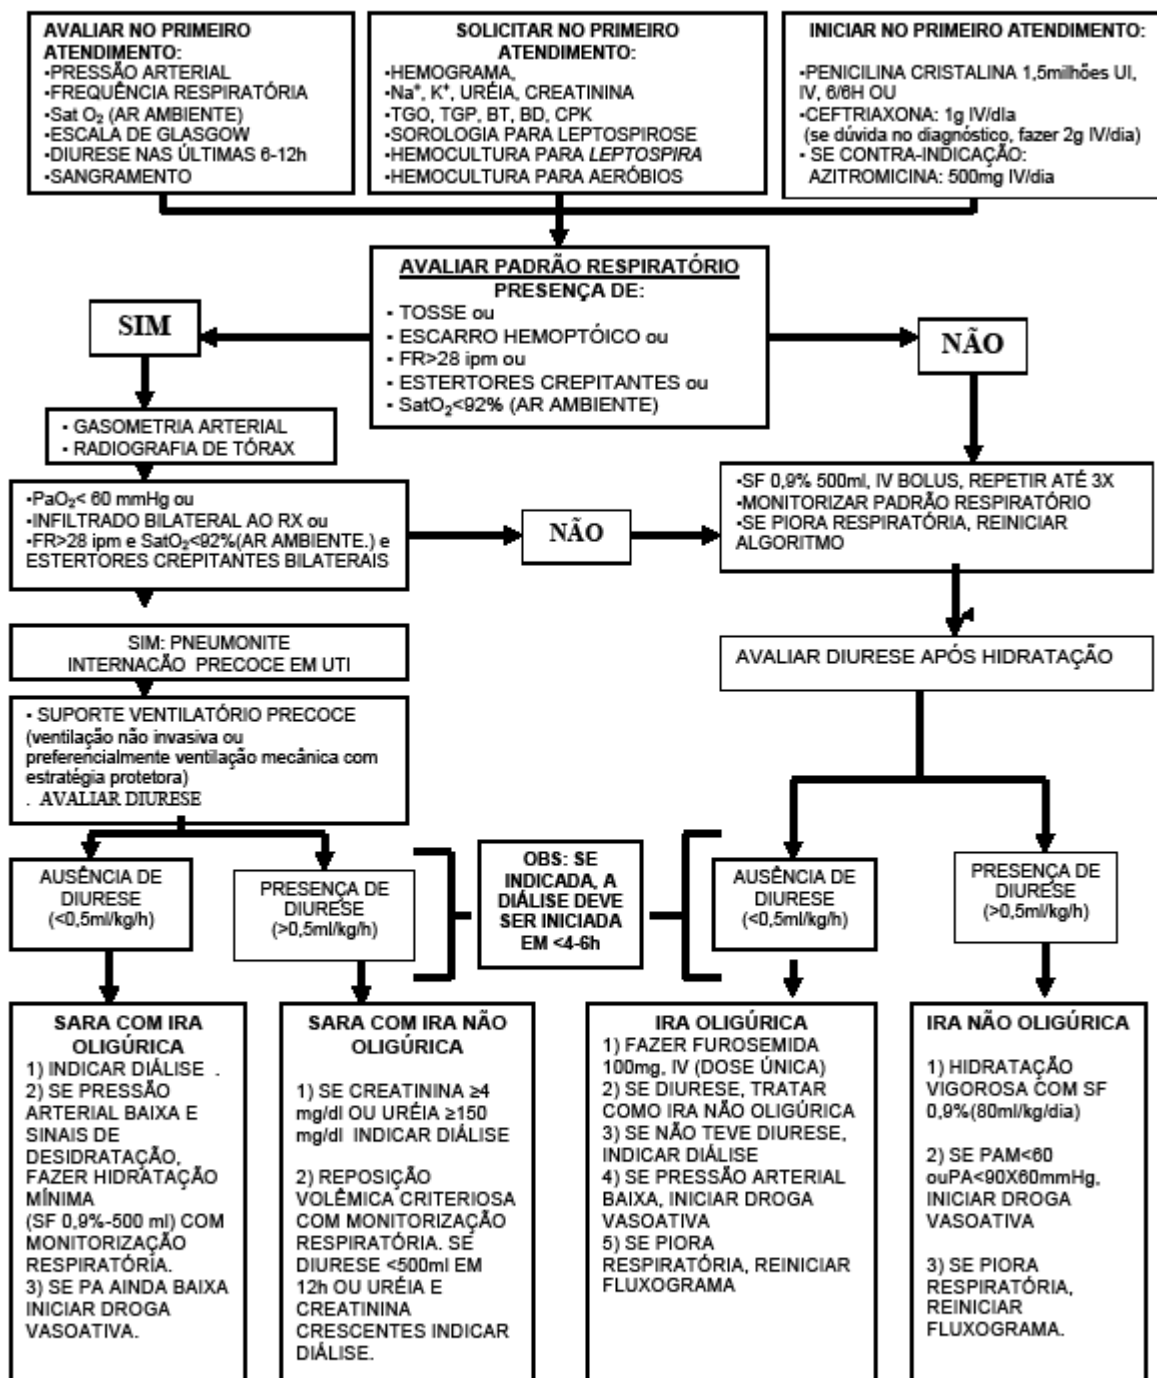 AVALIAR NO PRIMEIRO
ATENDIMENTO:
▪PRESSÃO ARTERIAL
▪FREQUÊNCIA RESPIRATÓRIA
▪Sat O₂ (AR AMBIENTE)
▪ESCALA DE GLASGOW
▪DIURESE NAS ÚLTIMAS 6-12h
▪SANGRAMENTO
SOLICITAR NO PRIMEIRO
ATENDIMENTO:
▪HEMOGRAMA,
▪Na⁺, K⁺, URÉIA, CREATININA
▪TGO, TGP, BT, BD, CPK
▪SOROLOGIA PARA LEPTOSPIROSE
▪HEMOCULTURA PARA LEPTOSPIRA
▪HEMOCULTURA PARA AERÓBIOS
INICIAR NO PRIMEIRO ATENDIMENTO:
▪PENICILINA CRISTALINA 1,5milhões UI,
IV, 6/6H OU
▪CEFTRIAXONA: 1g IV/dIa
(se dúvida no diagnóstico, fazer 2g IV/dia)
▪ SE CONTRA-INDICAÇÃO:
AZITROMICINA: 500mg IV/dia
AVALIAR PADRÃO RESPIRATÓRIO
PRESENÇA DE:
▪ TOSSE ou
▪ ESCARRO HEMOPTÓICO ou
▪ FR>28 ipm ou
▪ ESTERTORES CREPITANTES ou
▪ SatO₂<92% (AR AMBIENTE)
SIM
NÃO
▪ GASOMETRIA ARTERIAL
▪ RADIOGRAFIA DE TÓRAX
▪PaO₂< 60 mmHg ou
▪INFILTRADO BILATERAL AO RX ou
▪FR>28 ipm e SatO₂<92%(AR AMBIENTE.) e
ESTERTORES CREPITANTES BILATERAIS
NÃO
▪SF 0,9% 500ml, IV BOLUS, REPETIR ATÉ 3X
▪MONITORIZAR PADRÃO RESPIRATÓRIO
▪SE PIORA RESPIRATÓRIA, REINICIAR
ALGORITMO
SIM: PNEUMONITE
INTERNACÃO PRECOCE EM UTI
AVALIAR DIURESE APÓS HIDRATAÇÃO
▪ SUPORTE VENTILATÓRIO PRECOCE
(ventilação não invasiva ou
preferencialmente ventilação mecânica com
estratégia protetora)
. AVALIAR DIURESE
AUSÊNCIA DE
DIURESE
(<0,5ml/kg/h)
PRESENÇA DE
DIURESE
(>0,5ml/kg/h)
OBS: SE
INDICADA, A
DIÁLISE DEVE
SER INICIADA
EM <4-6h
AUSÊNCIA DE
DIURESE
(<0,5ml/kg/h)
PRESENÇA DE
DIURESE
(>0,5ml/kg/h)
SARA COM IRA
OLIGÚRICA
1) INDICAR DIÁLISE .
2) SE PRESSÃO
ARTERIAL BAIXA E
SINAIS DE
DESIDRATAÇÃO,
FAZER HIDRATAÇÃO
MÍNIMA
(SF 0,9%-500 ml) COM
MONITORIZAÇÃO
RESPIRATÓRIA.
3) SE PA AINDA BAIXA
INICIAR DROGA
VASOATIVA.
SARA COM IRA NÃO
OLIGÚRICA
1) SE CREATININA ≥4
mg/dl OU URÉIA ≥150
mg/dl INDICAR DIÁLISE
2) REPOSIÇÃO
VOLÊMICA CRITERIOSA
COM MONITORIZAÇÃO
RESPIRATÓRIA. SE
DIURESE <500ml EM
12h OU URÉIA E
CREATININA
CRESCENTES INDICAR
DIÁLISE.
IRA OLIGÚRICA
1) FAZER FUROSEMIDA
100mg, IV (DOSE ÚNICA)
2) SE DIURESE, TRATAR
COMO IRA NÃO OLIGÚRICA
3) SE NÃO TEVE DIURESE,
INDICAR DIÁLISE
4) SE PRESSÃO ARTERIAL
BAIXA, INICIAR DROGA
VASOATIVA
5) SE PIORA
RESPIRATÓRIA, REINICIAR
FLUXOGRAMA
IRA NÃO OLIGÚRICA
1) HIDRATAÇÃO
VIGOROSA COM SF
0,9%(80ml/kg/dia)
2) SE PAM<60
ouPA<90X60mmHg,
INICIAR DROGA
VASOATIVA
3) SE PIORA
RESPIRATÓRIA,
REINICIAR
FLUXOGRAMA.